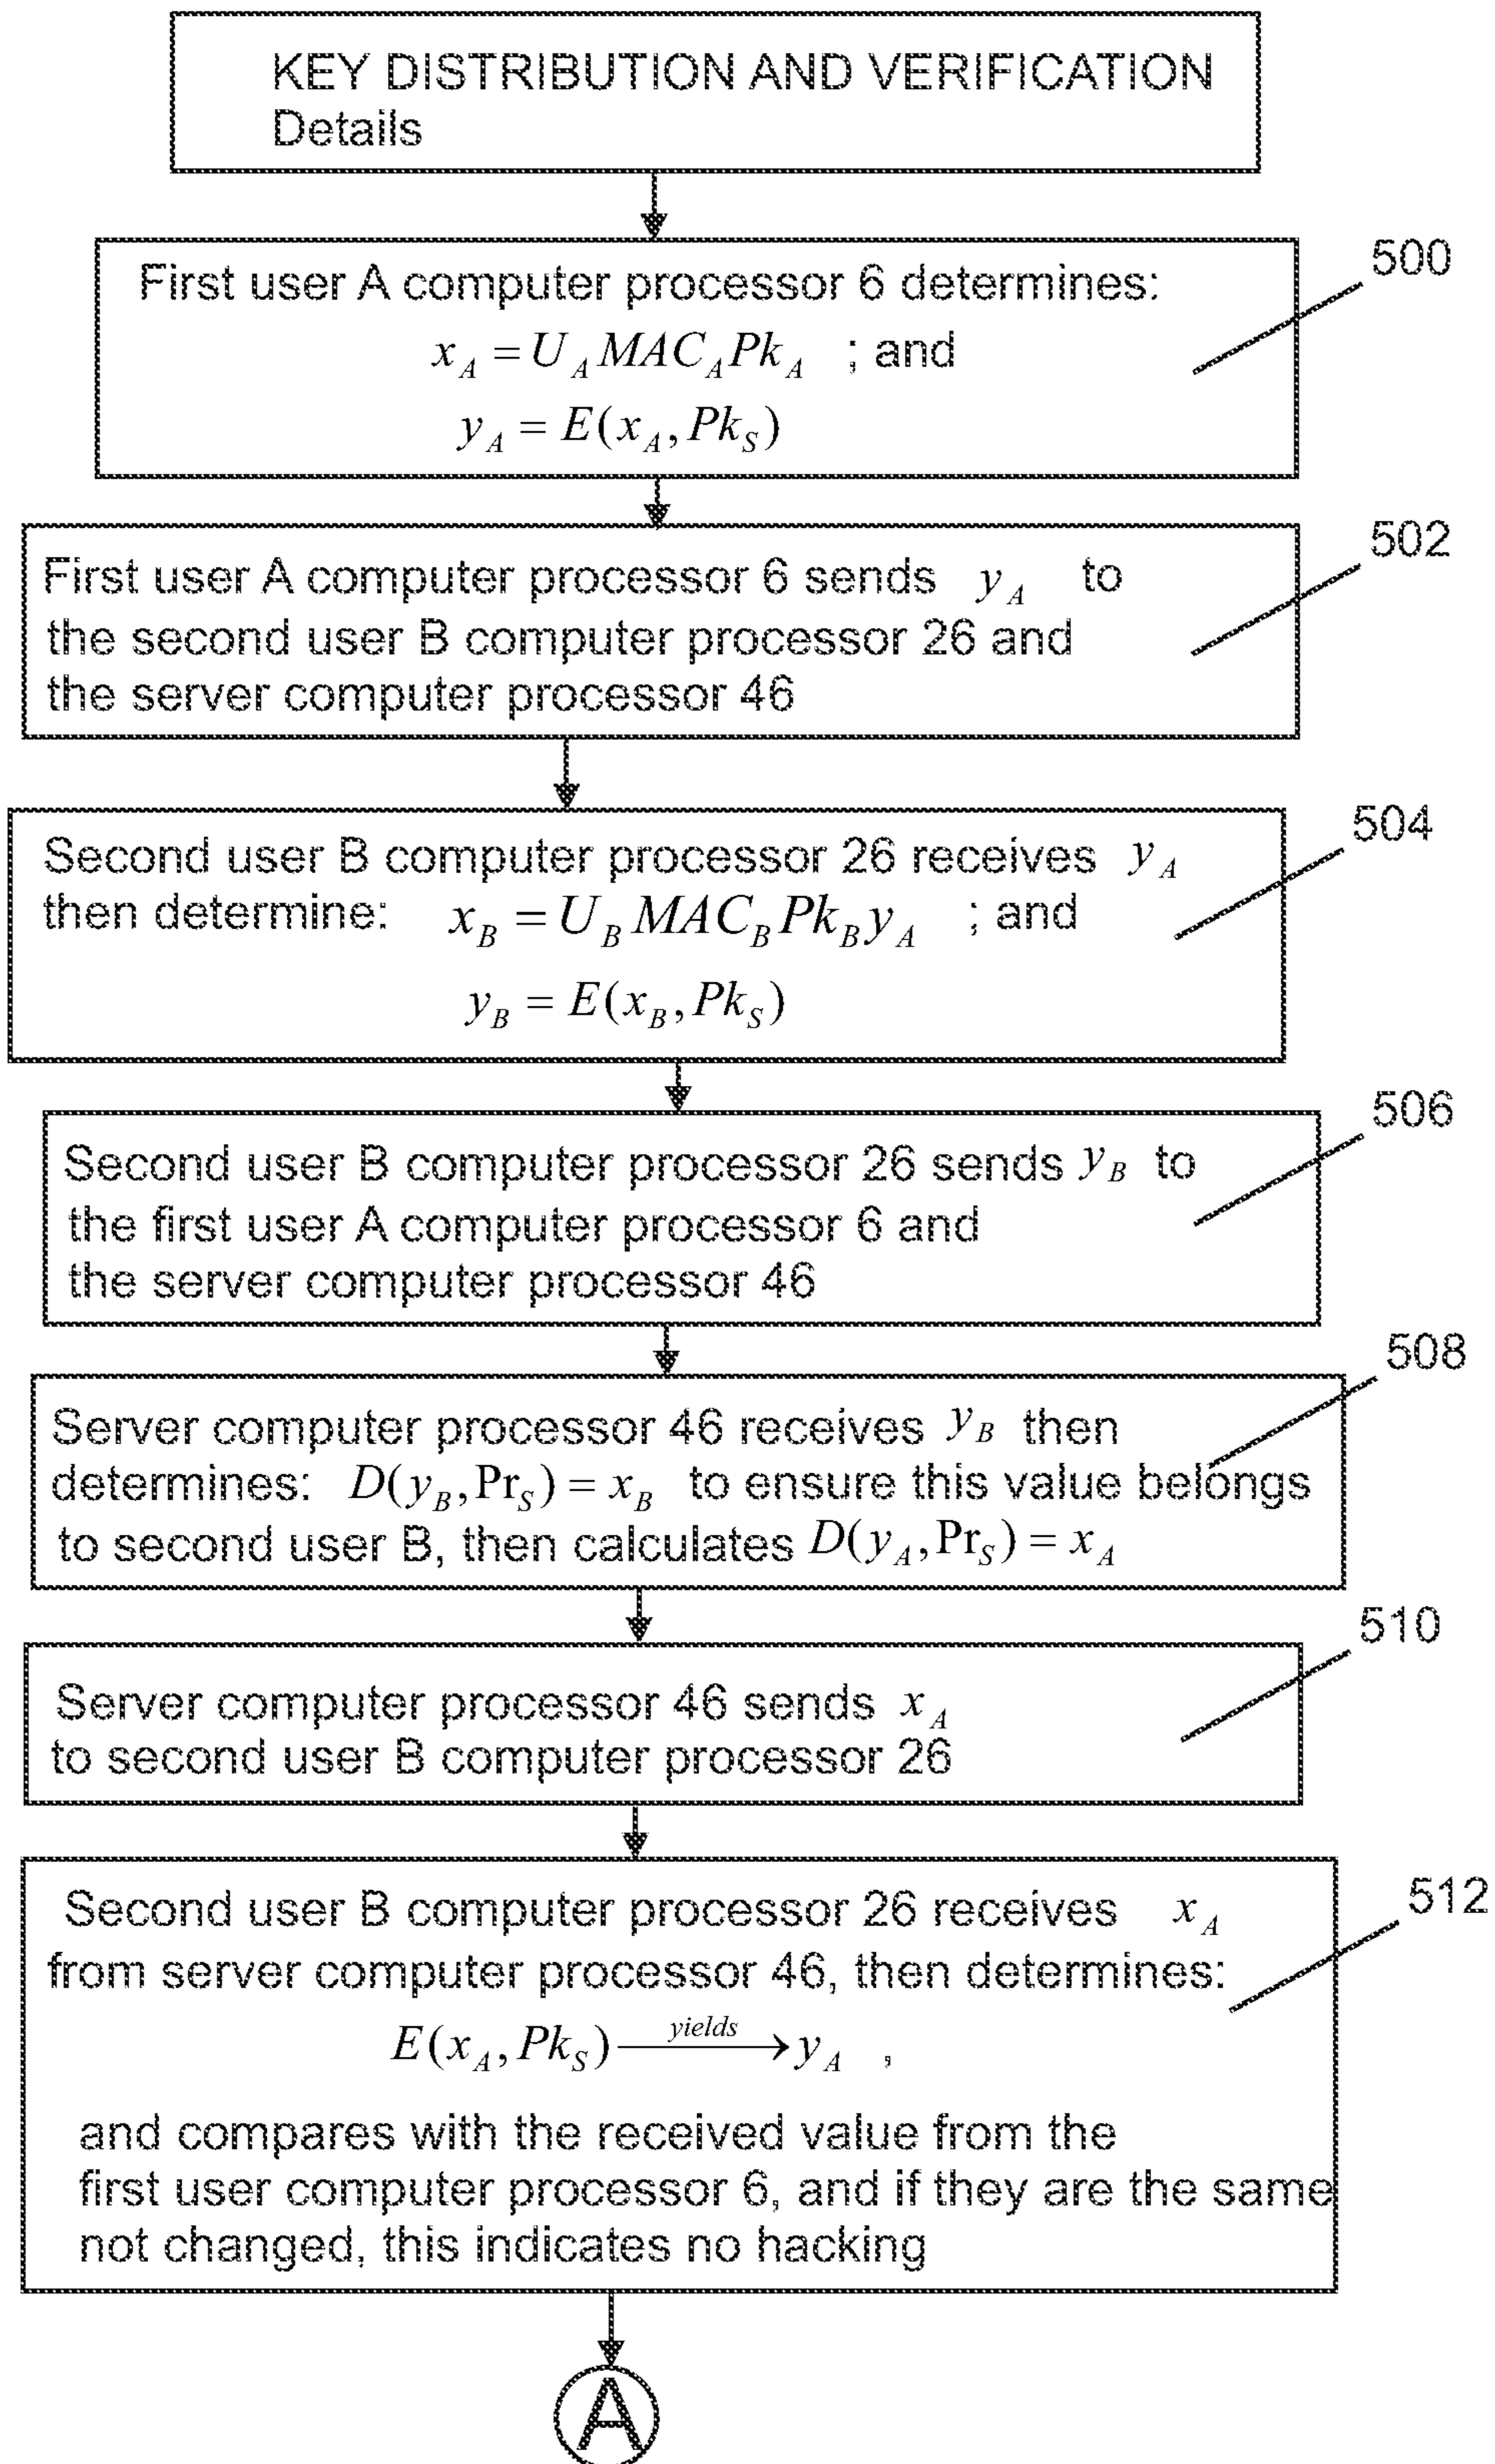 KEY DISTRIBUTION AND VERIFICATION
Details
First user A computer processor 6 determines:
x_A = U_A MAC_A Pk_A ; and
y_A = E(x_A, Pk_S)
500
First user A computer processor 6 sends y_A to
the second user B computer processor 26 and
the server computer processor 46
502
Second user B computer processor 26 receives y_A
then determine: x_B = U_B MAC_B Pk_B y_A ; and
y_B = E(x_B, Pk_S)
504
Second user B computer processor 26 sends y_B to
the first user A computer processor 6 and
the server computer processor 46
506
Server computer processor 46 receives y_B then
determines: D(y_B, Pr_S) = x_B to ensure this value belongs
to second user B, then calculates D(y_A, Pr_S) = x_A
508
Server computer processor 46 sends x_A
to second user B computer processor 26
510
Second user B computer processor 26 receives x_A
from server computer processor 46, then determines:
E(x_A, Pk_S) yields→ y_A ,
and compares with the received value from the
first user computer processor 6, and if they are the same
not changed, this indicates no hacking
512
A